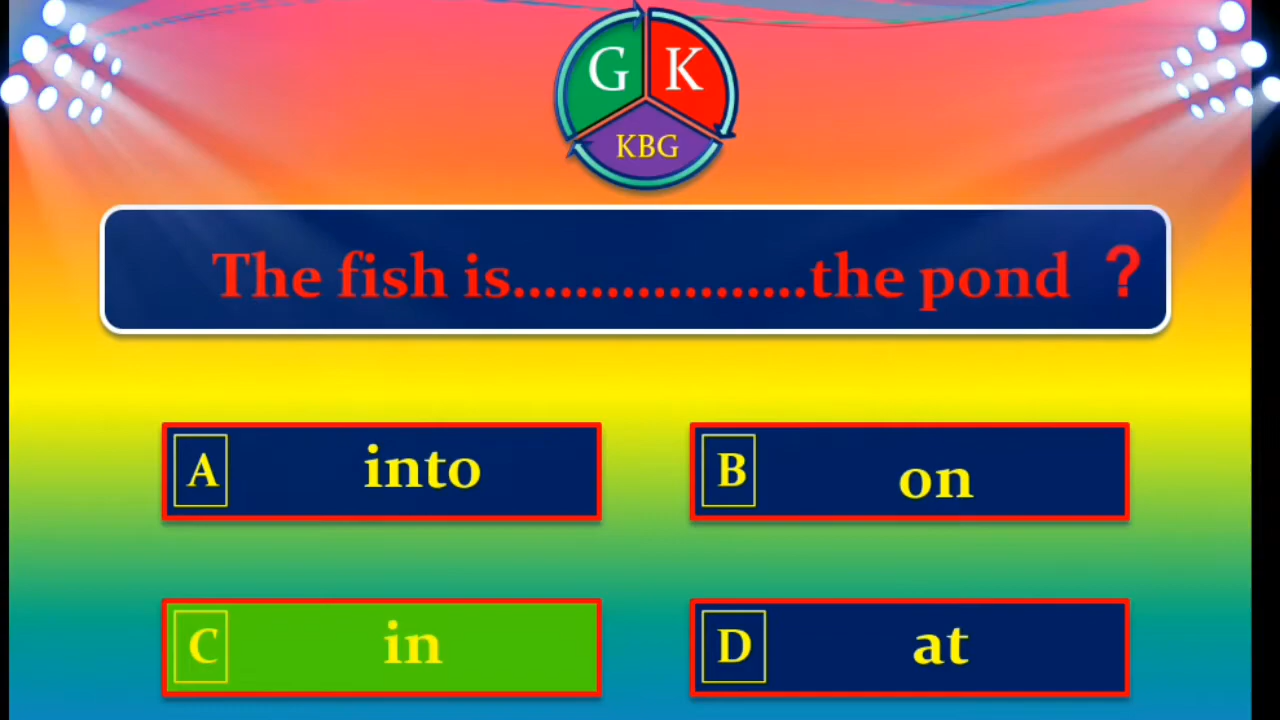 G K
KBG
The fish is...................the pond ?
A into
B on
C in
D at